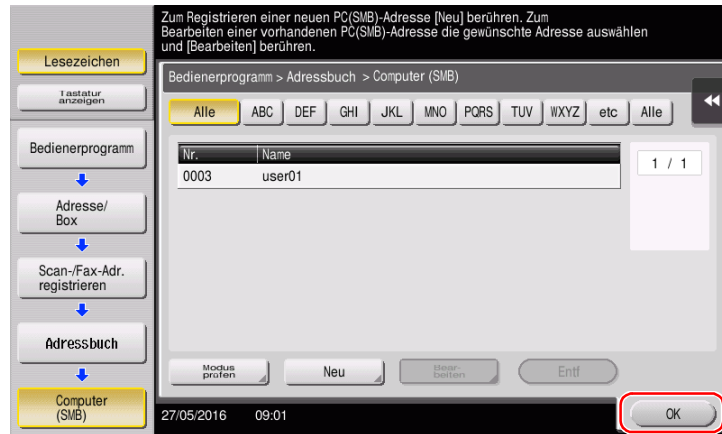 Zum Registrieren einer neuen PC(SMB)-Adresse [Neu] berühren. Zum
Bearbeiten einer vorhandenen PC(SMB)-Adresse die gewünschte Adresse auswählen
und [Bearbeiten] berühren.
Lesezeichen
Tastatur
anzeigen
Bedienerprogramm
Adresse/
Box
Scan-/Fax-Adr.
registrieren
Adressbuch
Computer
(SMB)
Bedienerprogramm > Adressbuch > Computer (SMB)
Alle ABC DEF GHI JKL MNO PQRS TUV WXYZ etc Alle
Nr. Name
0003 user01
1 / 1
Modus
prüfen
Neu
Bear-
beiten
Entf
27/05/2016 09:01
OK